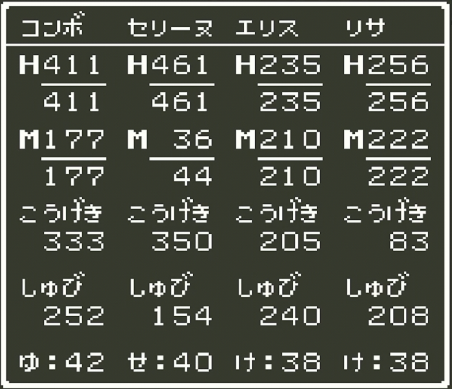 コンボ セリーヌ エリス リサ
H411 H461 H235 H256
411 461 235 256
M177 M 36 M210 M222
177 44 210 222
こうげき こうげき こうげき こうげき
333 350 205 83
しゅび しゅび しゅび しゅび
252 154 240 208
ゆ:42 せ:40 け:38 け:38